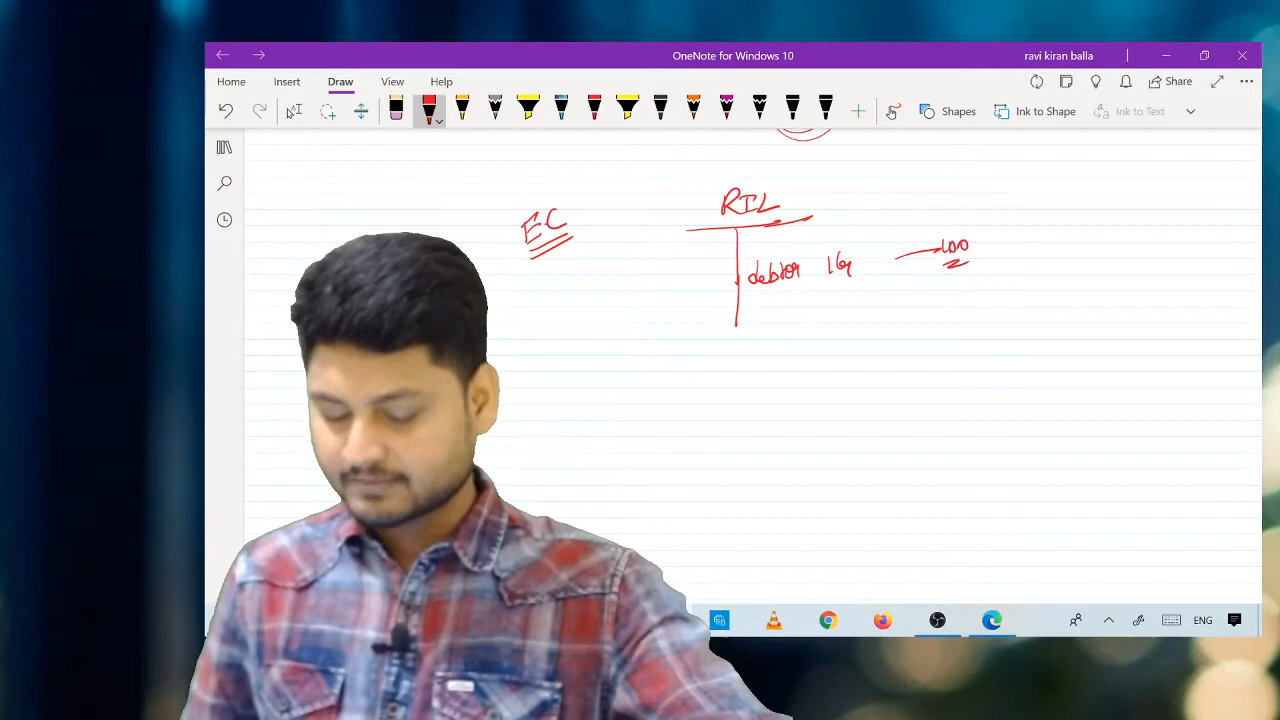 OneNote for Windows 10
ravi kiran balla
Home Insert Draw View Help
Share
Shapes Ink to Shape Ink to Text
EC
RIL
debtor 100
ENG